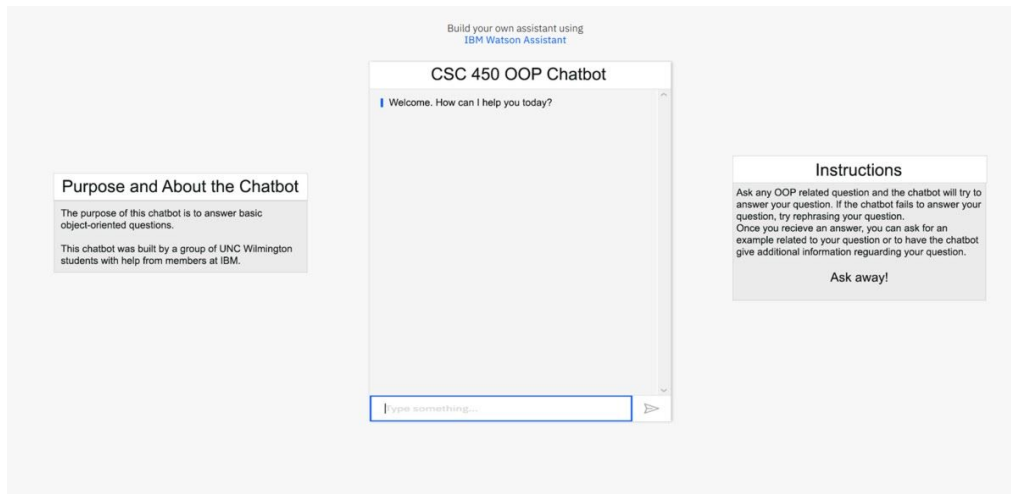 Build your own assistant using
IBM Watson Assistant
CSC 450 OOP Chatbot
Welcome. How can I help you today?
Type something...
Purpose and About the Chatbot
The purpose of this chatbot is to answer basic
object-oriented questions.
This chatbot was built by a group of UNC Wilmington
students with help from members at IBM.
Instructions
Ask any OOP related question and the chatbot will try to
answer your question. If the chatbot fails to answer your
question, try rephrasing your question.
Once you recieve an answer, you can ask for an
example related to your question or to have the chatbot
give additional information reguarding your question.
Ask away!